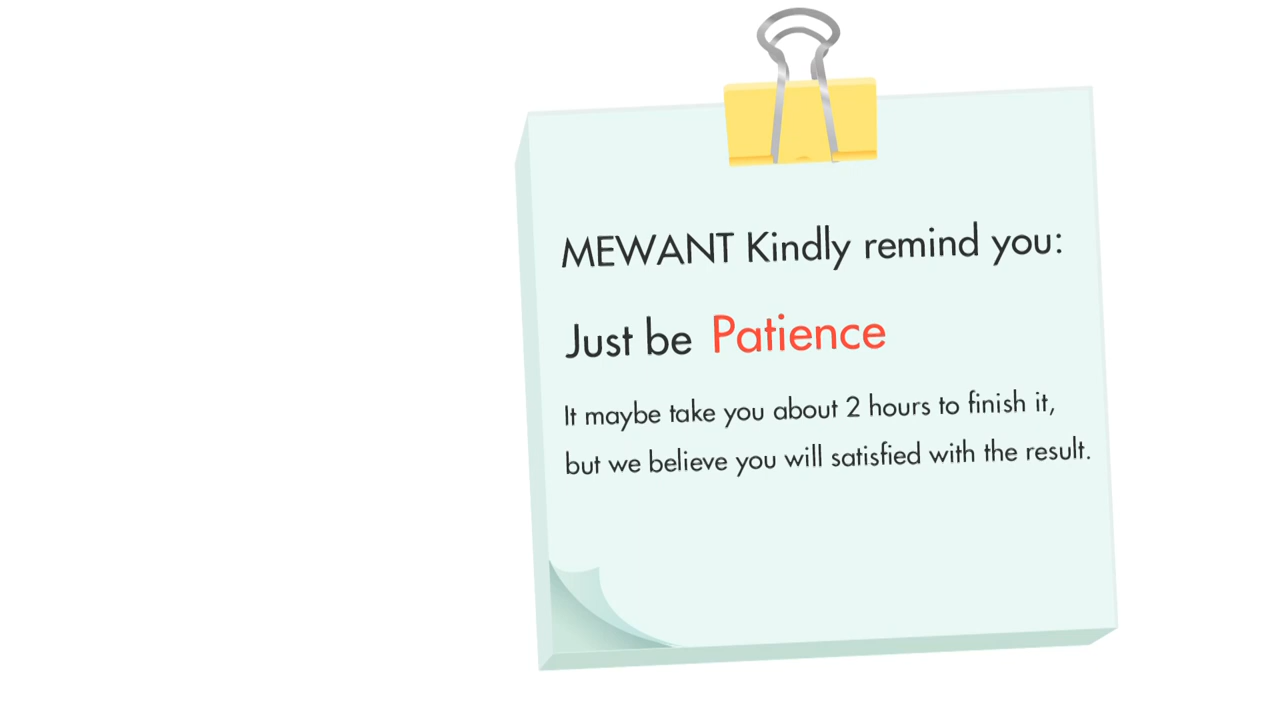 MEWANT Kindly remind you:
Just be Patience
It maybe take you about 2 hours to finish it,
but we believe you will satisfied with the result.